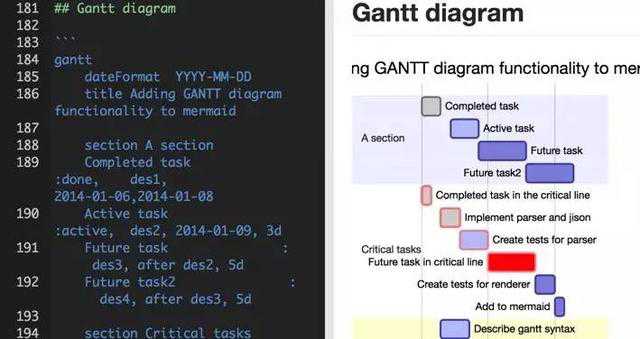 181 ## Gantt diagram
182
183 ```
184 gantt
185 dateFormat YYYY-MM-DD
186 title Adding GANTT diagram
functionality to mermaid
187
188 section A section
189 Completed task
:done, des1,
2014-01-06,2014-01-08
190 Active task
:active, des2, 2014-01-09, 3d
191 Future task :
des3, after des2, 5d
192 Future task2 :
des4, after des3, 5d
193
194 section Critical tasks
Gantt diagram
ng GANTT diagram functionality to mer
Completed task
Active task
A section
Future task
Future task2
Completed task in the critical line
Implement parser and jison
Create tests for parser
Critical tasks
Future task in critical line
Create tests for renderer
Add to mermaid
Describe gantt syntax